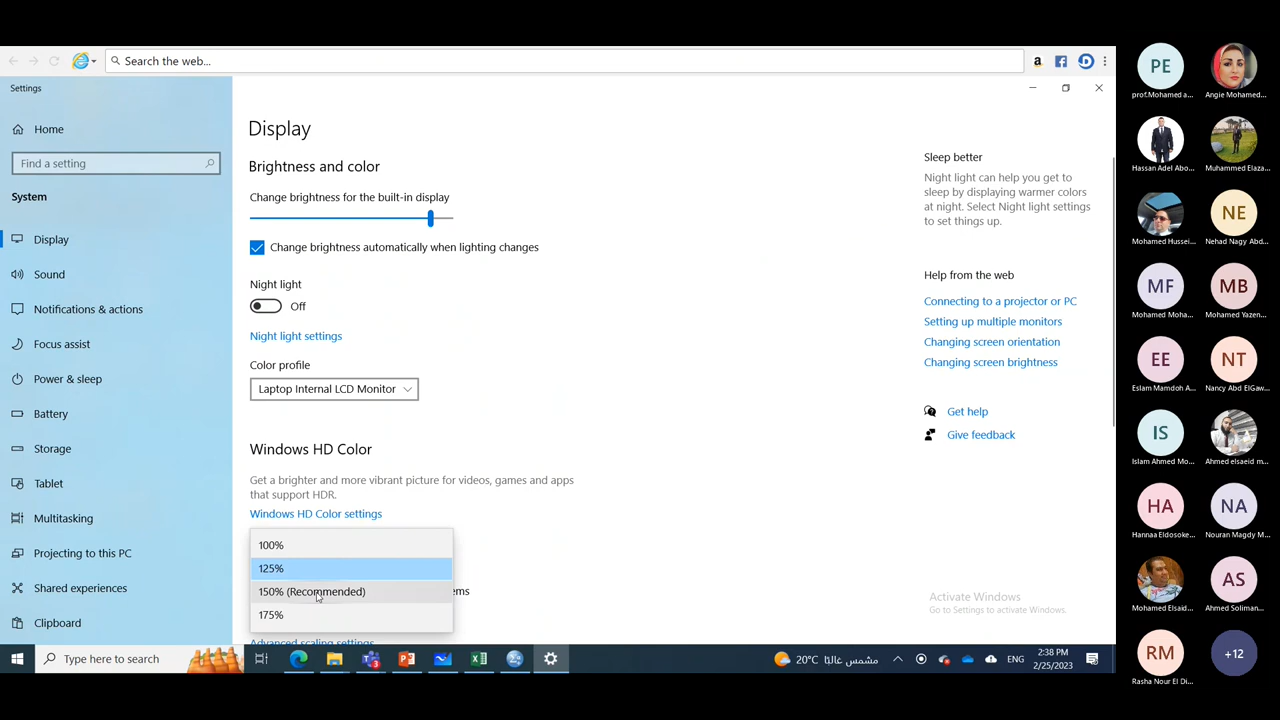 Search the web...
Settings
Home
Find a setting
System
Display
Sound
Notifications & actions
Focus assist
Power & sleep
Battery
Storage
Tablet
Multitasking
Projecting to this PC
Shared experiences
Clipboard
Display
Brightness and color
Change brightness for the built-in display
Change brightness automatically when lighting changes
Night light
Off
Night light settings
Color profile
Laptop Internal LCD Monitor
Windows HD Color
Get a brighter and more vibrant picture for videos, games and apps
that support HDR.
Windows HD Color settings
100%
125%
150% (Recommended)
ems
175%
Advanced scaling settings
Sleep better
Night light can help you get to
sleep by displaying warmer colors
at night. Select Night light settings
to set things up.
Help from the web
Connecting to a projector or PC
Setting up multiple monitors
Changing screen orientation
Changing screen brightness
Get help
Give feedback
Activate Windows
Go to Settings to activate Windows.
Type here to search
20°C مشمس غالبًا
ENG
2:38 PM
2/25/2023
PE
prof.Mohamed a...
Angie Mohamed...
Hassan Adel Abo...
Muhammed Elaza...
Mohamed Hussei...
NE
Nehad Nagy Abd...
MF
Mohamed Moha...
MB
Mohamed Yazen...
EE
Eslam Mamdoh A...
NT
Nancy Abd ElGaw...
IS
Islam Ahmed Mo...
Ahmed elsaeid m...
HA
Hannaa Eldosoke...
NA
Nouran Magdy M...
Mohamed Elsaid...
AS
Ahmed Soliman...
RM
Rasha Nour El Di...
+12